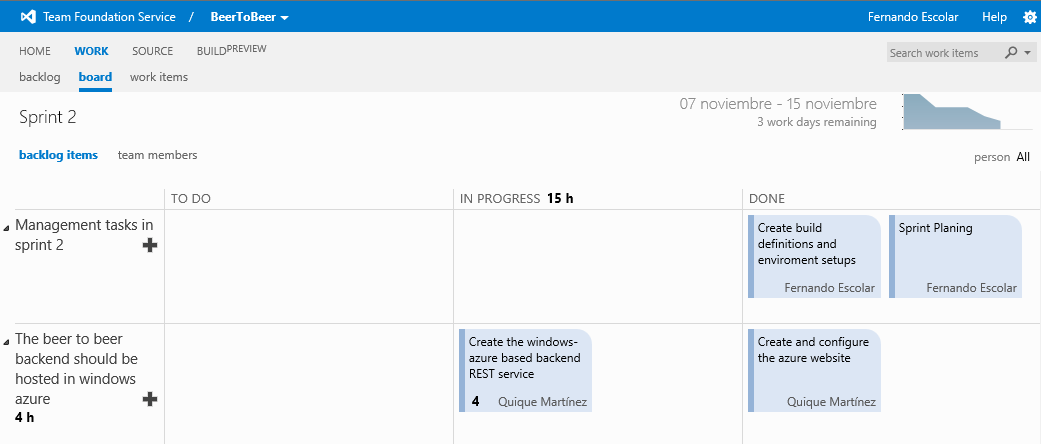 Team Foundation Service / BeerToBeer
Fernando Escolar Help
HOME WORK SOURCE BUILDPREVIEW
Search work items
backlog board work items
Sprint 2
07 noviembre - 15 noviembre
3 work days remaining
backlog items team members
person All
TO DO
IN PROGRESS 15 h
DONE
Management tasks in
sprint 2
Create build
definitions and
enviroment setups
Fernando Escolar
Sprint Planing
Fernando Escolar
The beer to beer
backend should be
hosted in windows
azure
4 h
Create the windows-
azure based backend
REST service
4 Quique Martínez
Create and configure
the azure website
Quique Martínez